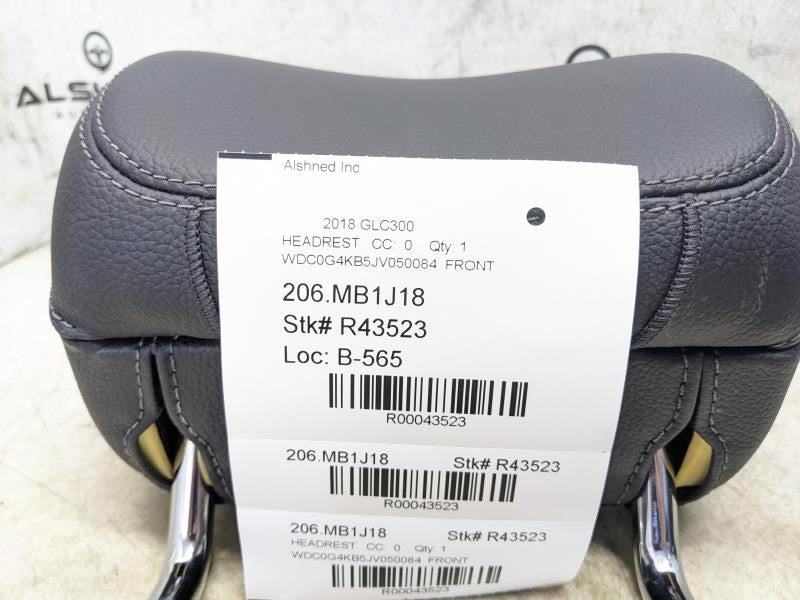 ALSH
Alshned Inc
2018 GLC300
HEADREST CC: 0 Qty: 1
WDC0G4KB5JV050084 FRONT
206.MB1J18
Stk# R43523
Loc: B-565
R00043523
206.MB1J18 Stk# R43523
R00043523
206.MB1J18 Stk# R43523
HEADREST CC: 0 Qty: 1
WDC0G4KB5JV050084 FRONT
R00043523